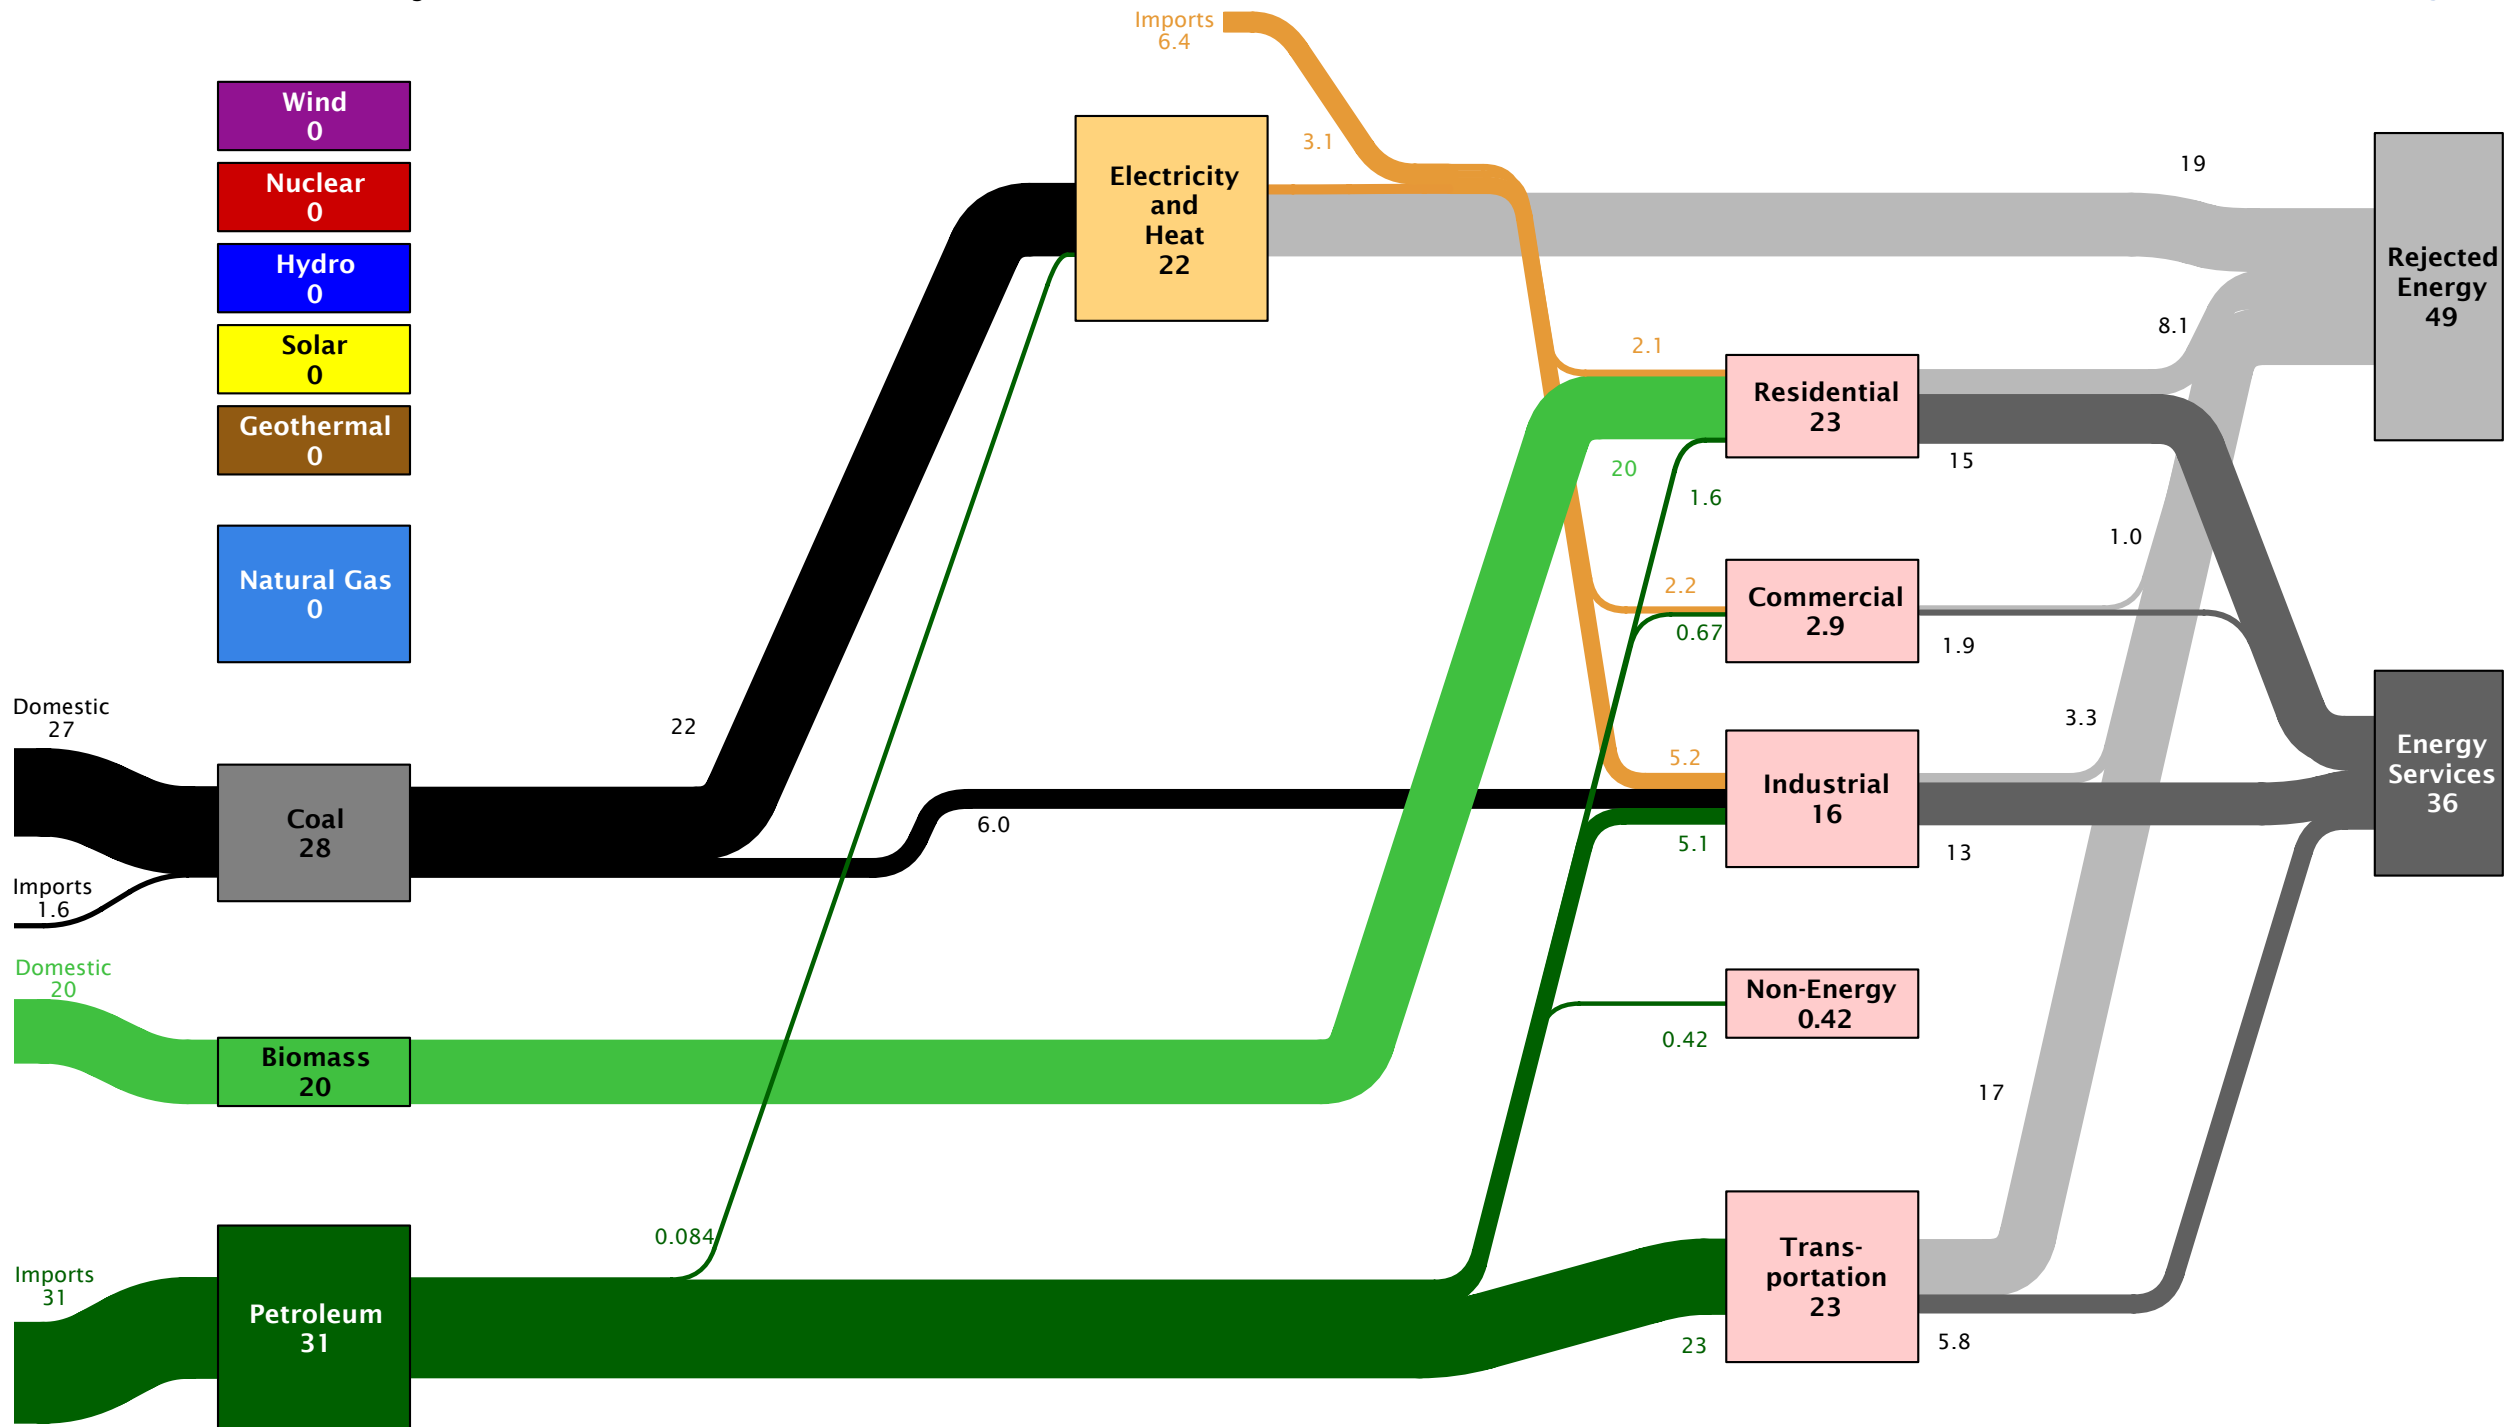 Imports
6.4
Wind
0
Nuclear
0
Hydro
0
Solar
0
Geothermal
0
Natural Gas
0
Domestic
27
Coal
28
Imports
1.6
Domestic
20
Biomass
20
Imports
31
Petroleum
31
22
6.0
0.084
Electricity
and
Heat
22
3.1
2.1
20
1.6
2.2
0.67
5.2
5.1
0.42
23
Residential
23
Commercial
2.9
Industrial
16
Non-Energy
0.42
Trans-
portation
23
19
8.1
15
1.0
1.9
3.3
13
17
5.8
Rejected
Energy
49
Energy
Services
36